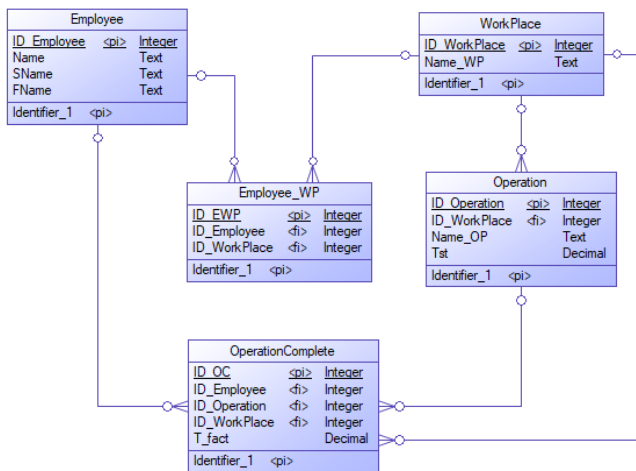 Employee
ID_Employee <pi> Integer
Name Text
SName Text
FName Text
Identifier_1 <pi>
WorkPlace
ID_WorkPlace <pi> Integer
Name_WP Text
Identifier_1 <pi>
Employee_WP
ID_EWP <pi> Integer
ID_Employee <fi> Integer
ID_WorkPlace <fi> Integer
Identifier_1 <pi>
Operation
ID_Operation <pi> Integer
ID_WorkPlace <fi> Integer
Name_OP Text
Tst Decimal
Identifier_1 <pi>
OperationComplete
ID_OC <pi> Integer
ID_Employee <fi> Integer
ID_Operation <fi> Integer
ID_WorkPlace <fi> Integer
T_fact Decimal
Identifier_1 <pi>